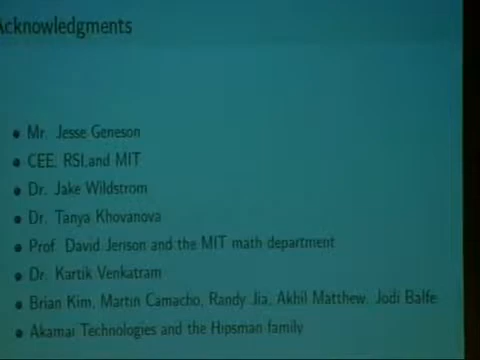 Acknowledgments
Mr. Jesse Geneson
CEE, RSI,and MIT
Dr. Jake Wildstrom
Dr. Tanya Khovanova
Prof. David Jerison and the MIT math department
Dr. Kartik Venkatram
Brian Kim, Martin Camacho, Randy Jia, Akhil Matthew, Jodi Balfe
Akamai Technologies and the Hipsman family